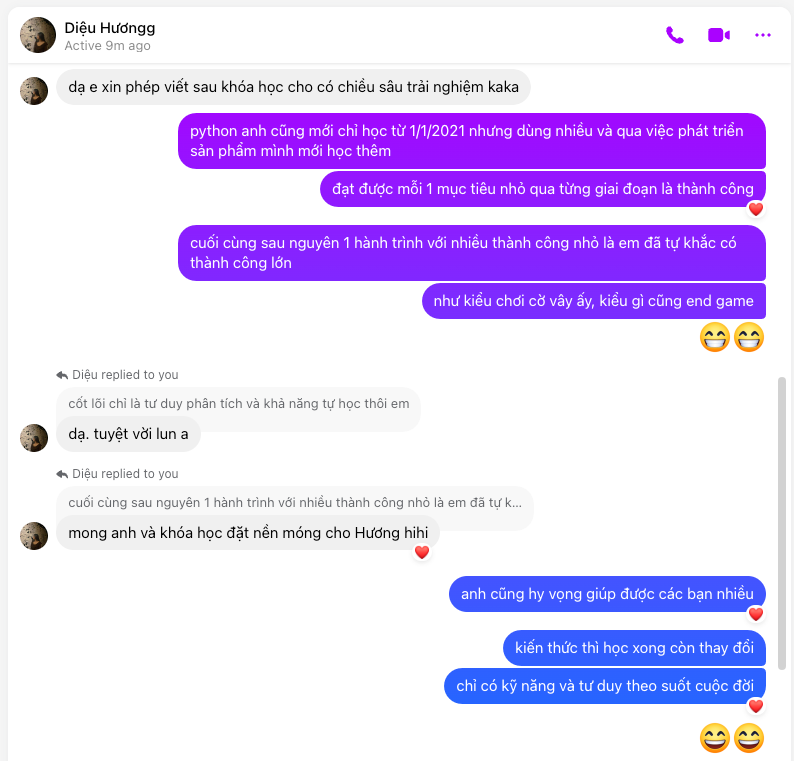 Diệu Hươngg
Active 9m ago
dạ e xin phép viết sau khóa học cho có chiều sâu trải nghiệm kaka
python anh cũng mới chỉ học từ 1/1/2021 nhưng dùng nhiều và qua việc phát triển
sản phẩm mình mới học thêm
đạt được mỗi 1 mục tiêu nhỏ qua từng giai đoạn là thành công
cuối cùng sau nguyên 1 hành trình với nhiều thành công nhỏ là em đã tự khắc có
thành công lớn
như kiểu chơi cờ vây ấy, kiểu gì cũng end game
Diệu replied to you
cốt lõi chỉ là tư duy phân tích và khả năng tự học thôi em
dạ. tuyệt vời lun a
Diệu replied to you
cuối cùng sau nguyên 1 hành trình với nhiều thành công nhỏ là em đã tự k...
mong anh và khóa học đặt nền móng cho Hương hihi
anh cũng hy vọng giúp được các bạn nhiều
kiến thức thì học xong còn thay đổi
chỉ có kỹ năng và tư duy theo suốt cuộc đời